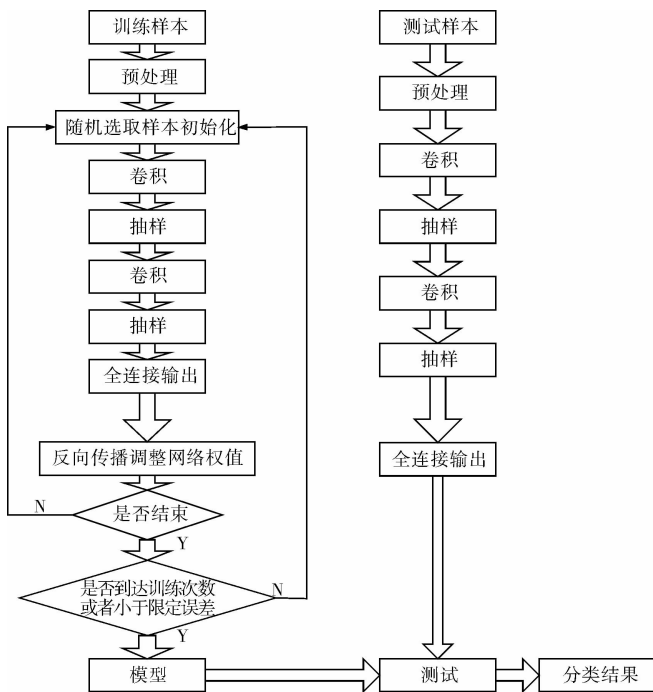 训练样本
预处理
随机选取样本初始化
卷积
抽样
卷积
抽样
全连接输出
反向传播调整网络权值
是否结束
N
Y
是否到达训练次数
或者小于限定误差
N
Y
模型
测试样本
预处理
卷积
抽样
卷积
抽样
全连接输出
测试
分类结果